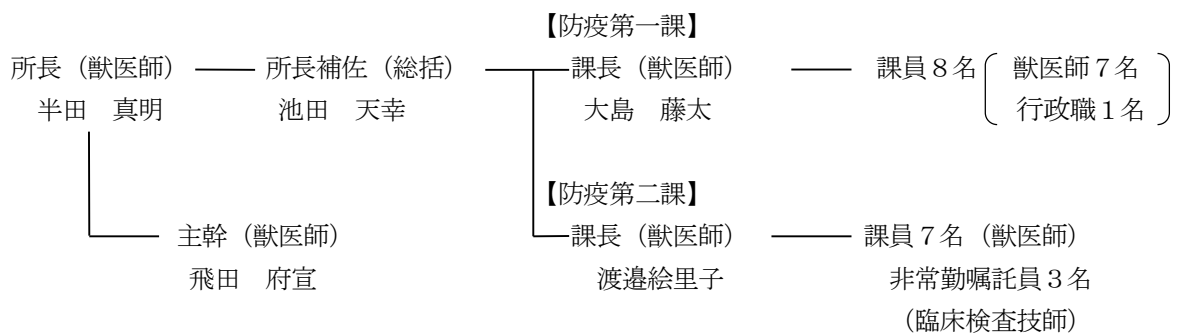 【防疫第一課】
所長(獣医師) 所長補佐(総括) 課長(獣医師) 課員8名 獣医師7名
半田 真明 池田 天幸 大島 藤太 行政職1名
【防疫第二課】
主幹(獣医師) 課長(獣医師) 課員7名(獣医師)
飛田 府宣 渡邉絵里子 非常勤嘱託員3名
(臨床検査技師)